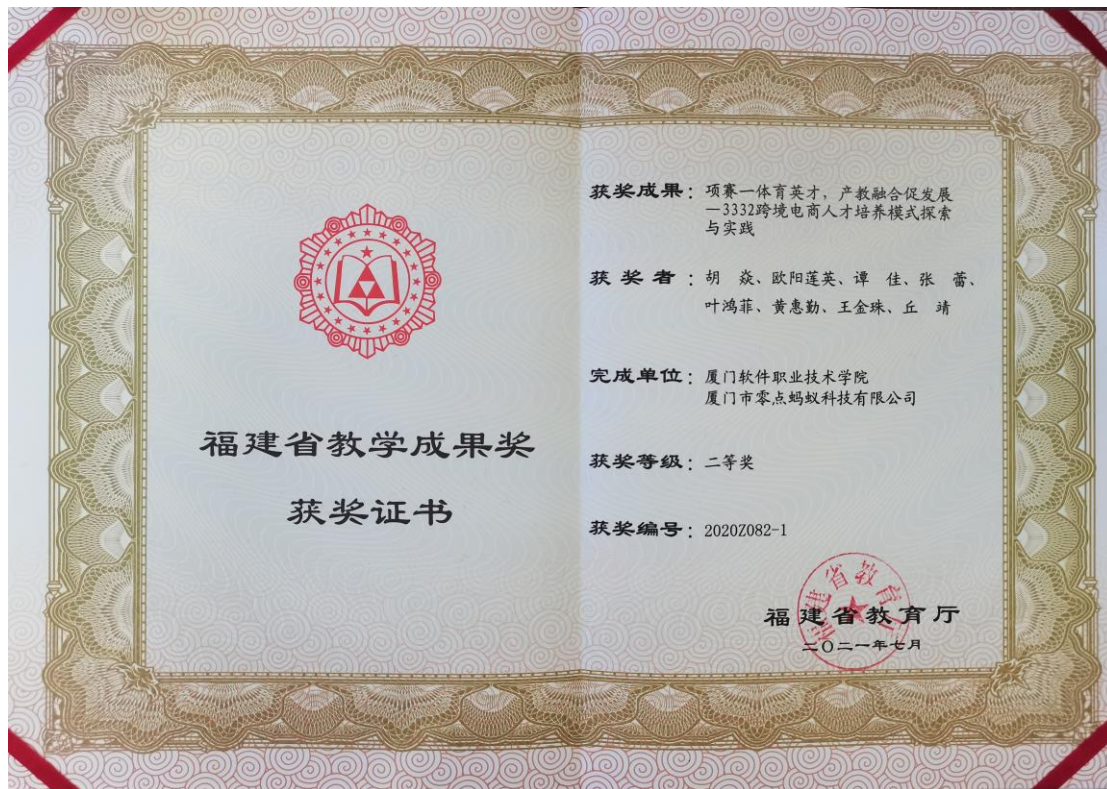 福建省教学成果奖
获奖证书
获奖成果：项赛一体育英才，产教融合促发展
—3332跨境电商人才培养模式探索
与实践
获奖者：胡 焱、欧阳莲英、谭 佳、张 蕾、
叶鸿菲、黄惠勤、王金珠、丘 靖
完成单位：厦门软件职业技术学院
厦门市零点蚂蚁科技有限公司
获奖等级：二等奖
获奖编号：2020Z082-1
福建省教育厅
福建省教育厅
二〇二一年七月